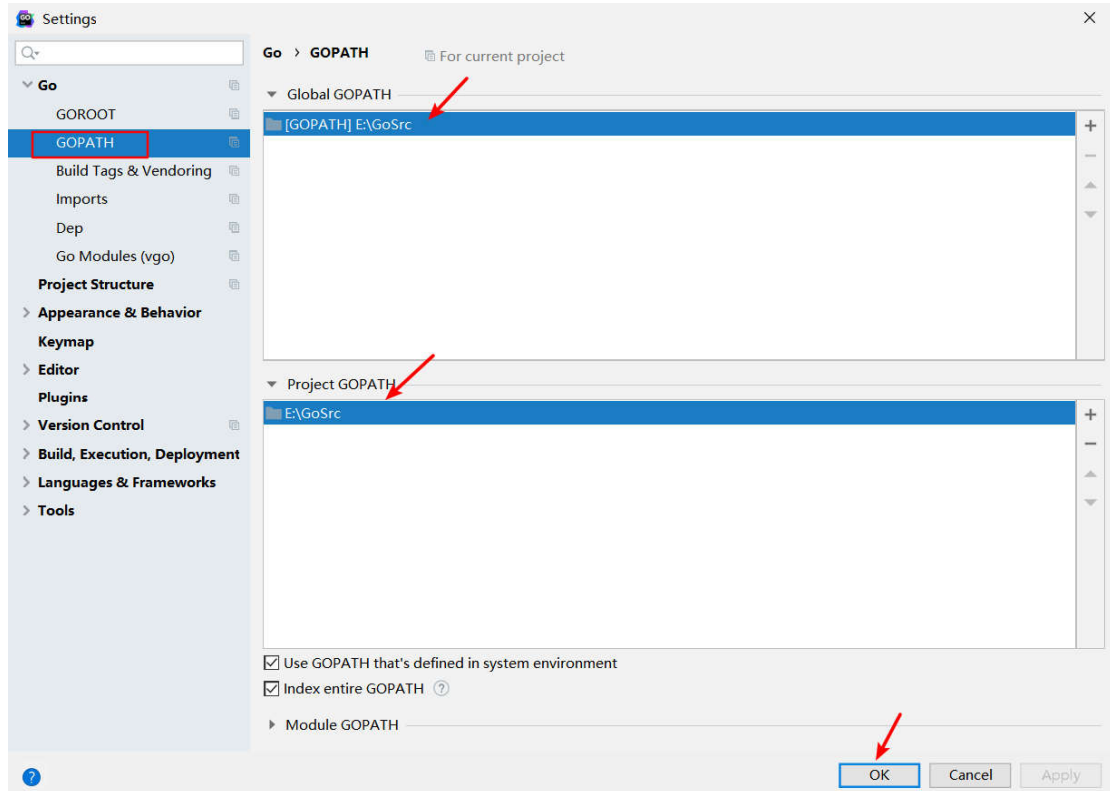 Settings
Go › GOPATH For current project
Go
GOROOT
GOPATH
Build Tags & Vendoring
Imports
Dep
Go Modules (vgo)
Project Structure
Appearance & Behavior
Keymap
Editor
Plugins
Version Control
Build, Execution, Deployment
Languages & Frameworks
Tools
Global GOPATH
[GOPATH] E:\GoSrc
Project GOPATH
E:\GoSrc
Use GOPATH that's defined in system environment
Index entire GOPATH ?
Module GOPATH
?
OK Cancel Apply